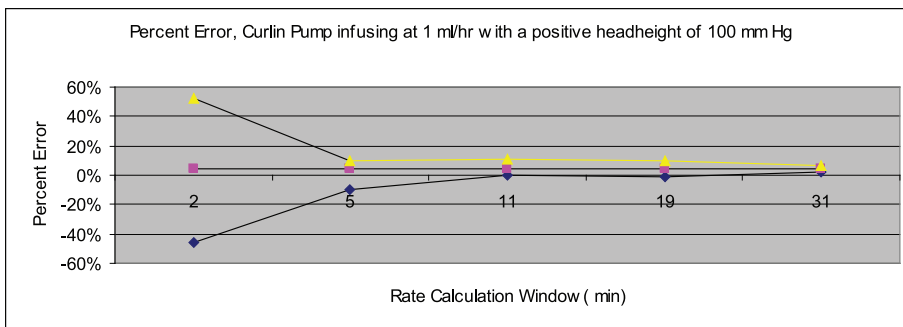 Percent Error, Curlin Pump infusing at 1 ml/hr with a positive headheight of 100 mm Hg
60%
40%
20%
0%
-20%
-40%
-60%
Percent Error
2 5 11 19 31
Rate Calculation Window ( min)